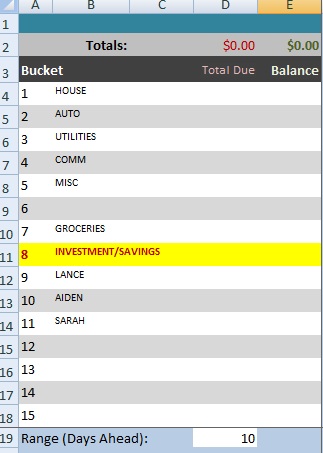 A B C D E
1
2 Totals: $0.00 $0.00
3 Bucket Total Due Balance
4 1 HOUSE
5 2 AUTO
6 3 UTILITIES
7 4 COMM
8 5 MISC
9 6
10 7 GROCERIES
11 8 INVESTMENT/SAVINGS
12 9 LANCE
13 10 AIDEN
14 11 SARAH
15 12
16 13
17 14
18 15
19 Range (Days Ahead): 10